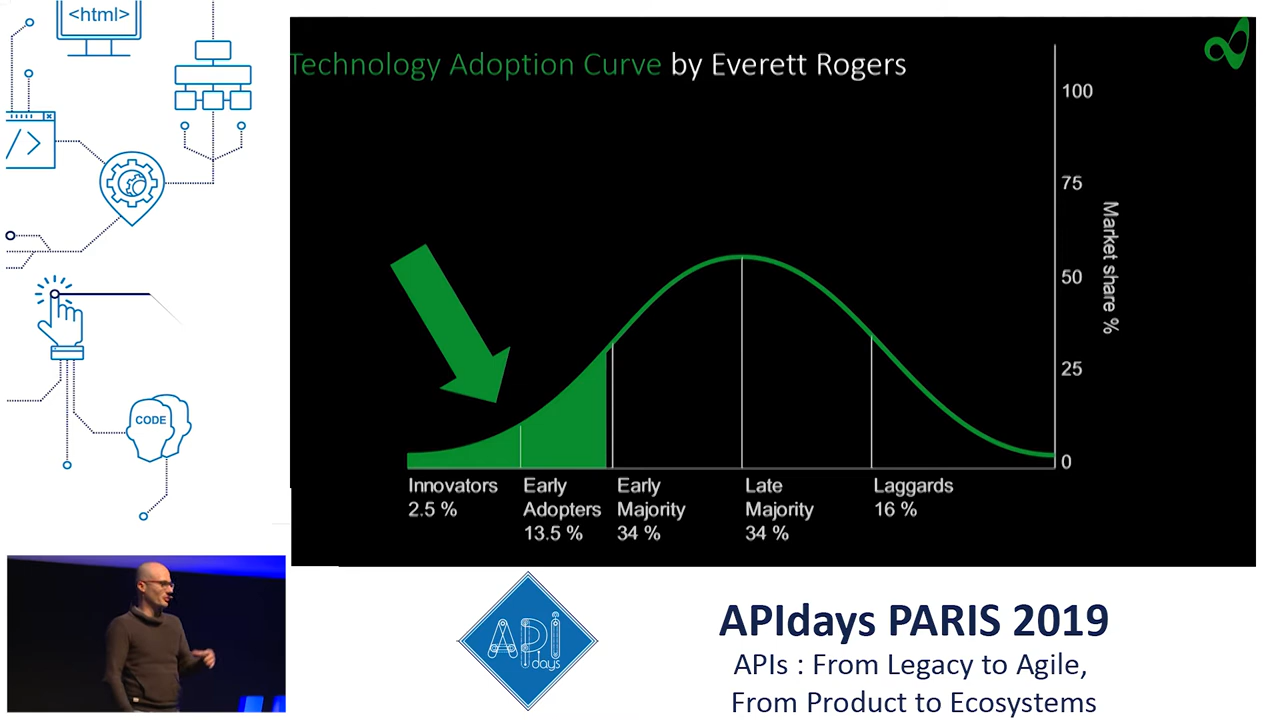 <html>
Technology Adoption Curve by Everett Rogers
100
75
50
25
0
Market share %
Innovators
2.5 %
Early
Adopters
13.5 %
Early
Majority
34 %
Late
Majority
34 %
Laggards
16 %
</>
CODE
API
days
APIdays PARIS 2019
APIs : From Legacy to Agile,
From Product to Ecosystems